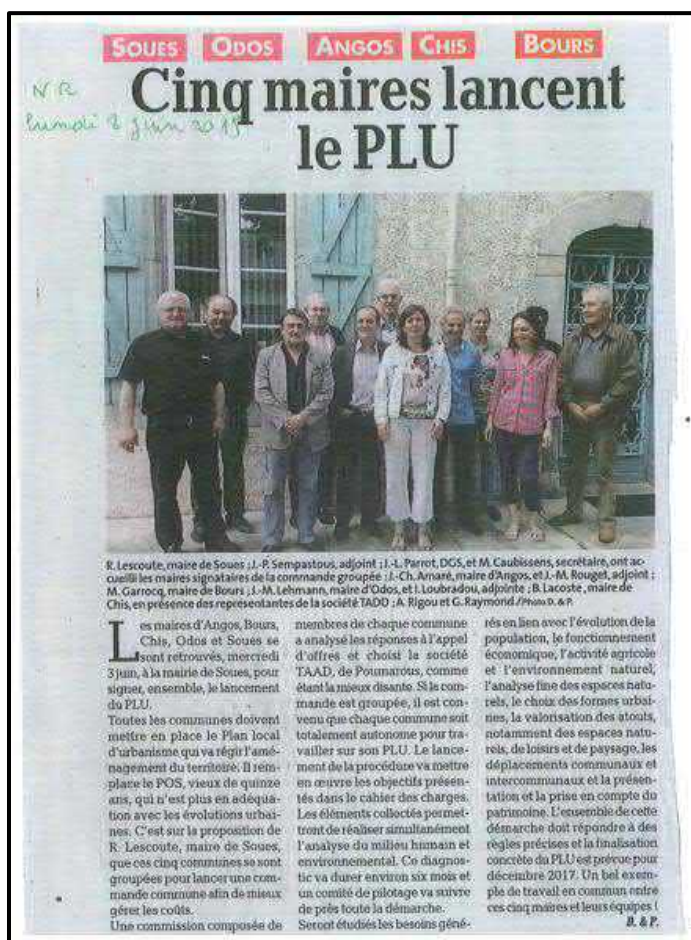 SOUES ODOS ANGOS CHIS BOURS
NR
Lundi 8 Juin 2015
Cinq maires lancent
le PLU
R. Lescoute, maire de Soues ; J.-P. Sempastous, adjoint ; J.-L. Parrot, DGS, et M. Caubissens, secrétaire, ont ac-
cueilli les maires signataires de la commande groupée : J.-Ch. Amaré, maire d'Angos, et J.-M. Rouget, adjoint ;
M. Garrocq, maire de Bours ; J.-M. Lehmann, maire d'Odos, et I. Loubradou, adjointe ; B. Lacoste, maire de
Chis, en présence des representantes de la société TADD ; A. Rigou et G. Raymond./Photo D. & P.
Les maires d'Angos, Bours,
Chis, Odos et Soues se
sont retrouvés, mercredi
3 juin, à la mairie de Soues, pour
signer, ensemble, le lancement
du PLU.
Toutes les communes doivent
mettre en place le Plan local
d'urbanisme qui va régir l'amé-
nagement du territoire. Il rem-
place le POS, vieux de quinze
ans, qui n'est plus en adéqua-
tion avec les évolutions urbai-
nes. C'est sur la proposition de
R. Lescoute, maire de Soues,
que ces cinq communes se sont
groupées pour lancer une com-
mande commune afin de mieux
gérer les coûts.
Une commission composée de
membres de chaque commune
a analysé les réponses à l'appel
d'offres et choisi la société
TAAD, de Poumarous, comme
étant la mieux disante. Si la com-
mande est groupée, il est con-
venu que chaque commune soit
totalement autonome pour tra-
vailler sur son PLU. Le lance-
ment de la procédure va mettre
en œuvre les objectifs présen-
tés dans le cahier des charges.
Les éléments collectés permet-
tront de réaliser simultanément
l'analyse du milieu humain et
environnemental. Ce diagnos-
tic va durer environ six mois et
un comité de pilotage va suivre
de près toute la démarche.
Seront étudiés les besoins géné-
rés en lien avec l'évolution de la
population, le fonctionnement
économique, l'activité agricole
et l'environnement naturel,
l'analyse fine des espaces natu-
rels, le choix des formes urbai-
nes, la valorisation des atouts,
notamment des espaces natu-
rels, de loisirs et de paysage, les
déplacements communaux et
intercommunaux et la présen-
tation et la prise en compte du
patrimoine. L'ensemble de cette
démarche doit répondre à des
règles précises et la finalisation
concrète du PLU est prévue pour
décembre 2017. Un bel exem-
ple de travail en commun entre
ces cinq maires et leurs équipes !
D. & P.